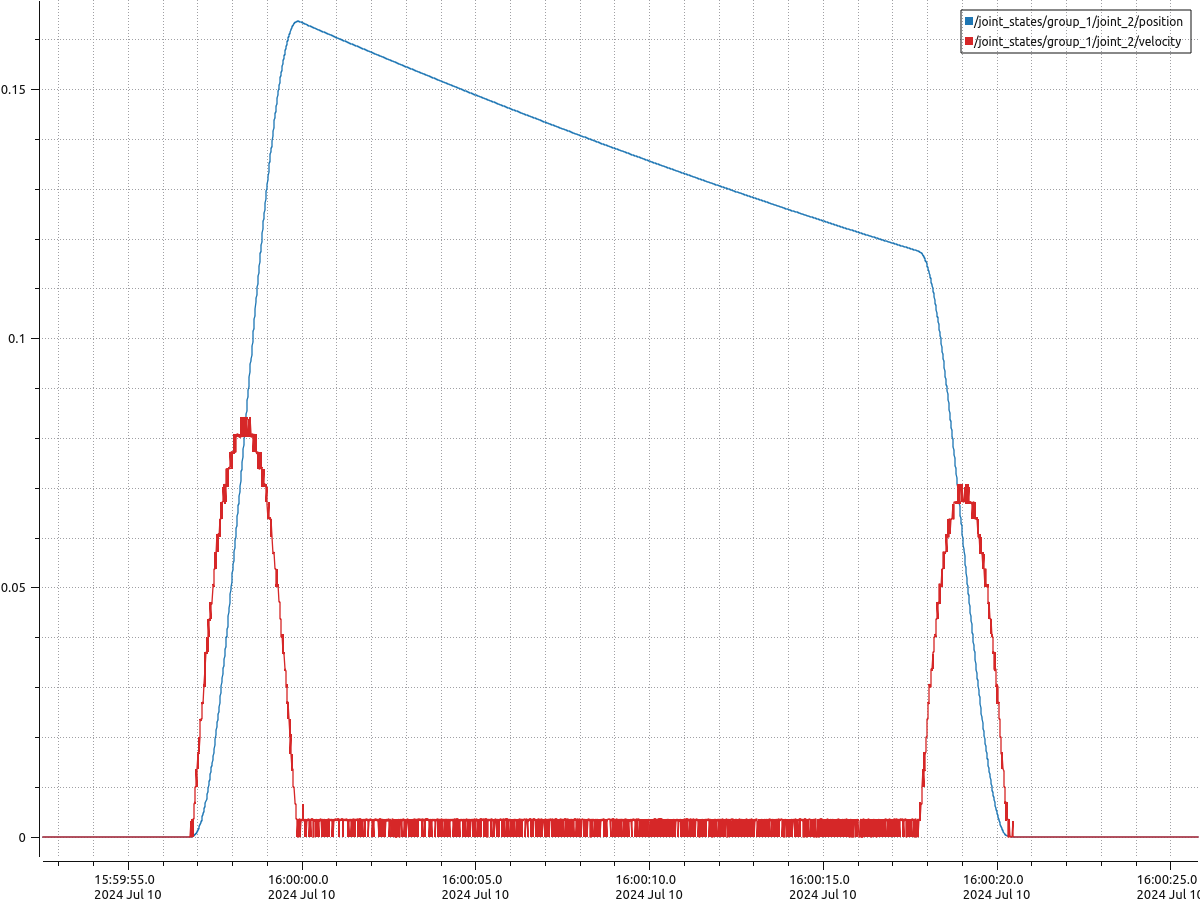 /joint_states/group_1/joint_2/position
/joint_states/group_1/joint_2/velocity
0.15
0.1
0.05
0
15:59:55.0
2024 Jul 10
16:00:00.0
2024 Jul 10
16:00:05.0
2024 Jul 10
16:00:10.0
2024 Jul 10
16:00:15.0
2024 Jul 10
16:00:20.0
2024 Jul 10
16:00:25.0
2024 Jul 10